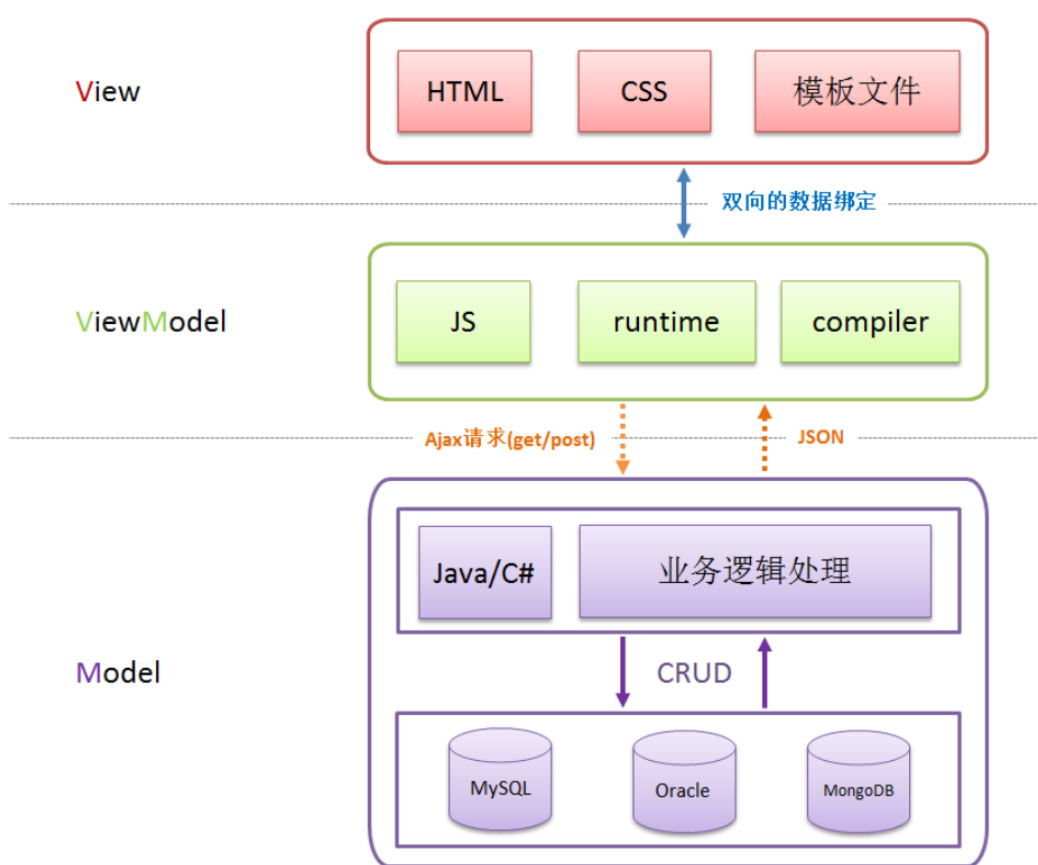 View
HTML
CSS
模板文件
双向的数据绑定
ViewModel
JS
runtime
compiler
Ajax请求(get/post)
JSON
Model
Java/C#
业务逻辑处理
CRUD
MySQL
Oracle
MongoDB